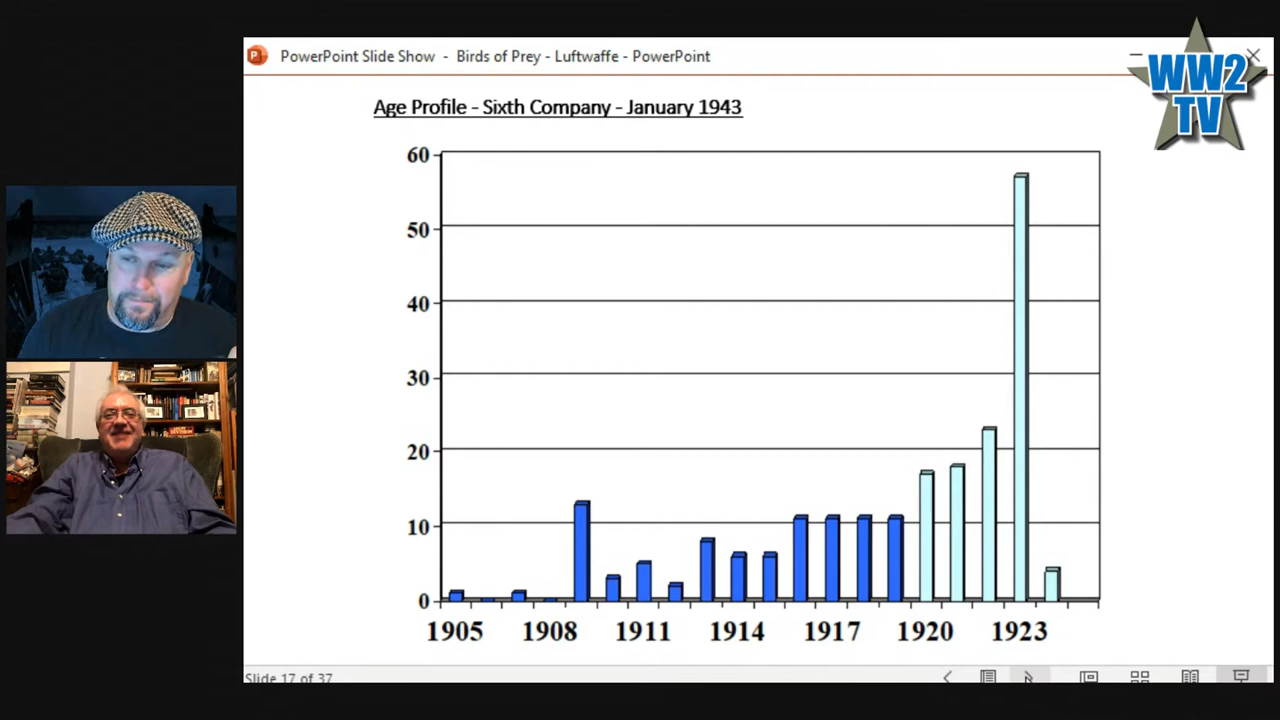 PowerPoint Slide Show - Birds of Prey - Luftwaffe - PowerPoint
WW2
TV
Age Profile - Sixth Company - January 1943
60
50
40
30
20
10
0
1905 1908 1911 1914 1917 1920 1923
Slide 17 of 37